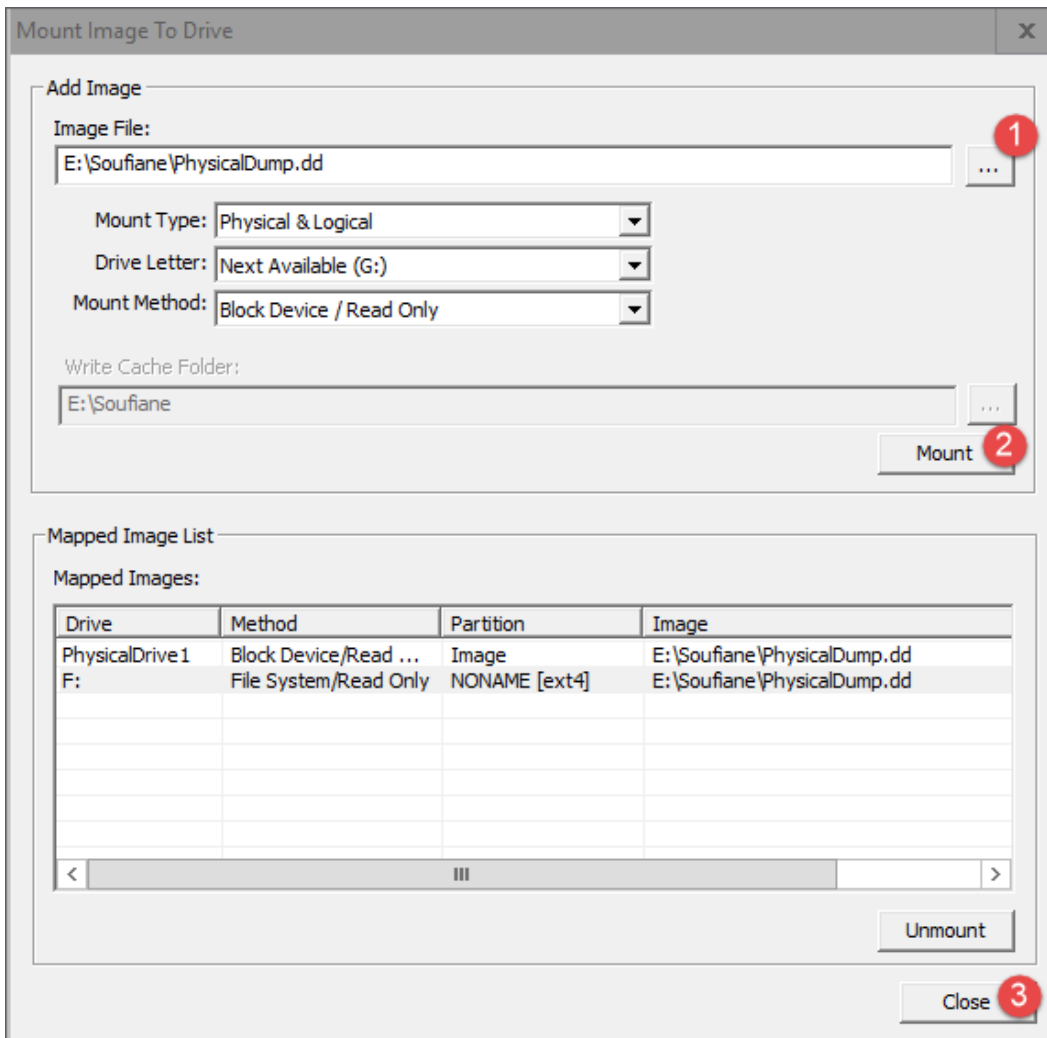 Mount Image To Drive x
Add Image
Image File:
1
E:\Soufiane\PhysicalDump.dd ...
Mount Type: Physical & Logical
Drive Letter: Next Available (G:)
Mount Method: Block Device / Read Only
Write Cache Folder:
E:\Soufiane ...
Mount 2
Mapped Image List
Mapped Images:
Drive Method Partition Image
PhysicalDrive1 Block Device/Read ... Image E:\Soufiane\PhysicalDump.dd
F: File System/Read Only NONAME [ext4] E:\Soufiane\PhysicalDump.dd
Unmount
Close 3